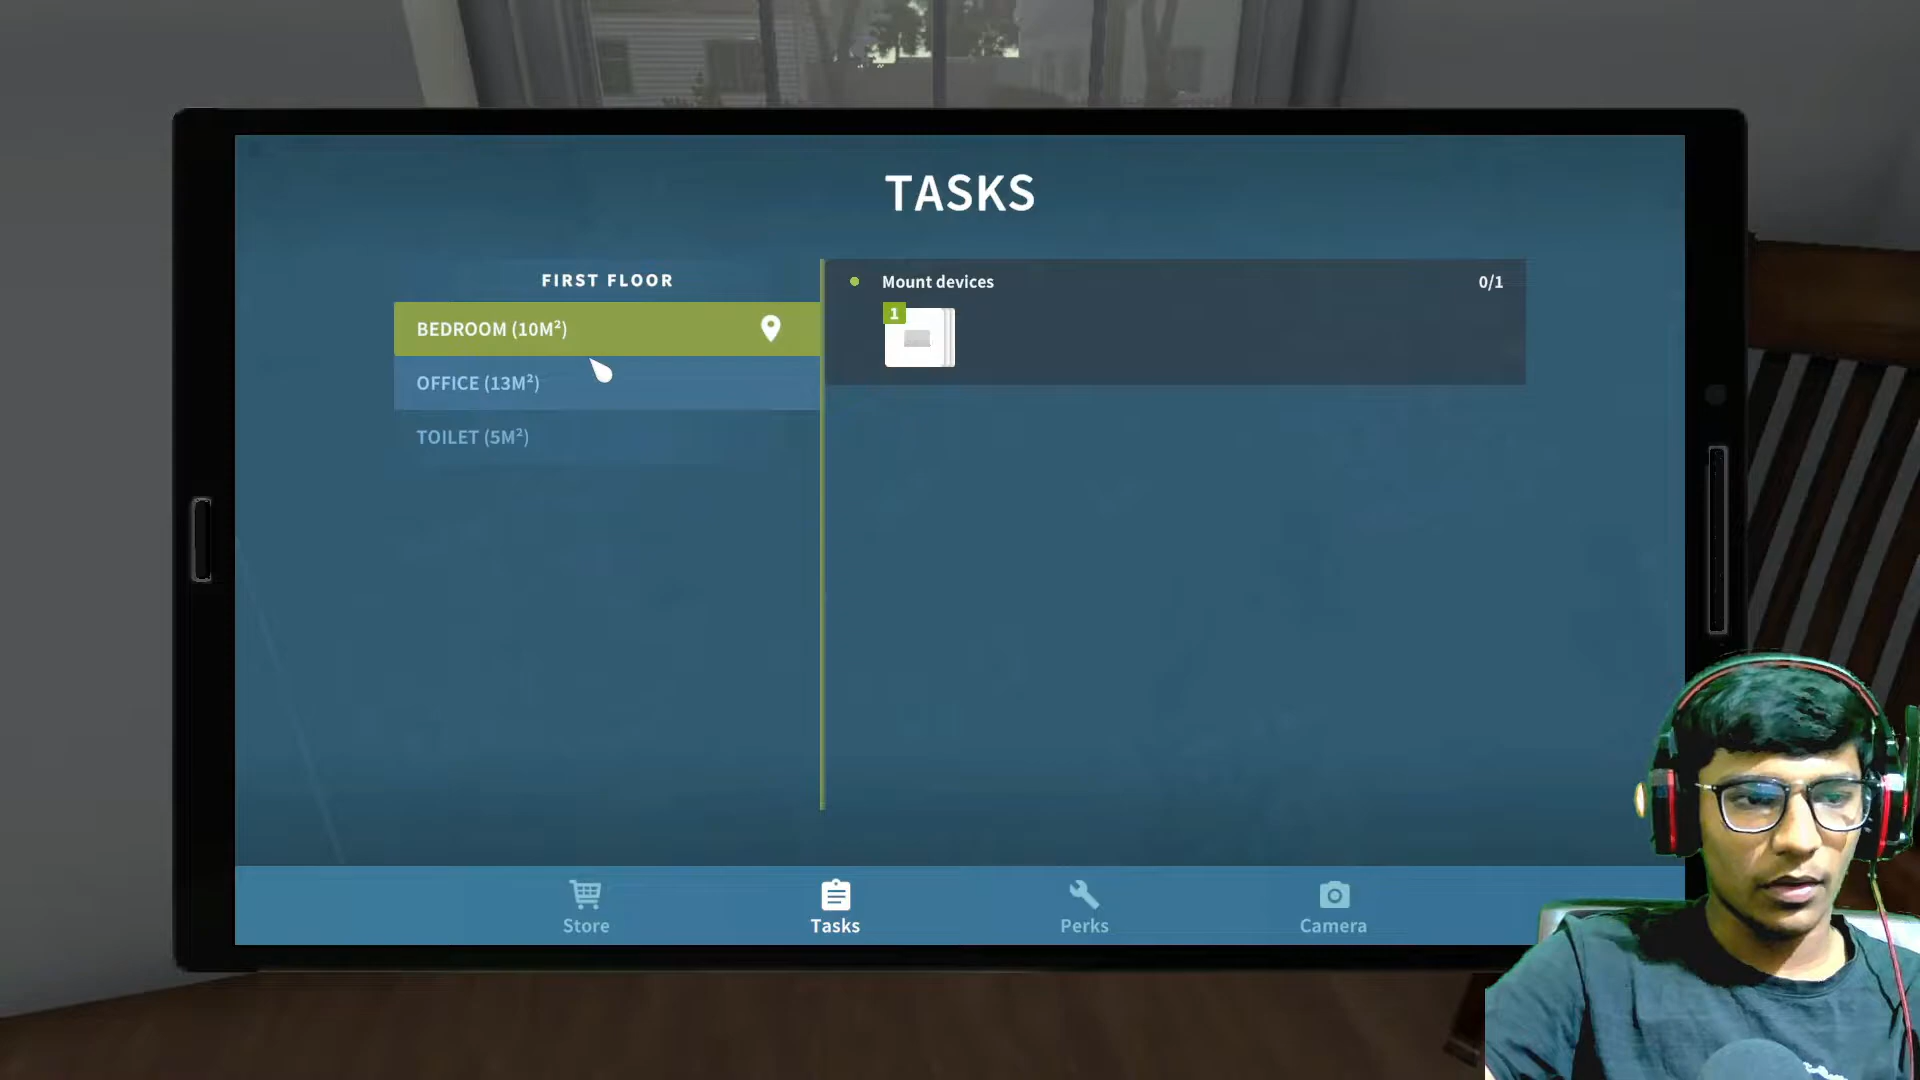 TASKS
FIRST FLOOR
BEDROOM (10M²)
OFFICE (13M²)
TOILET (5M²)
Mount devices 0/1
1
Store
Tasks
Perks
Camera